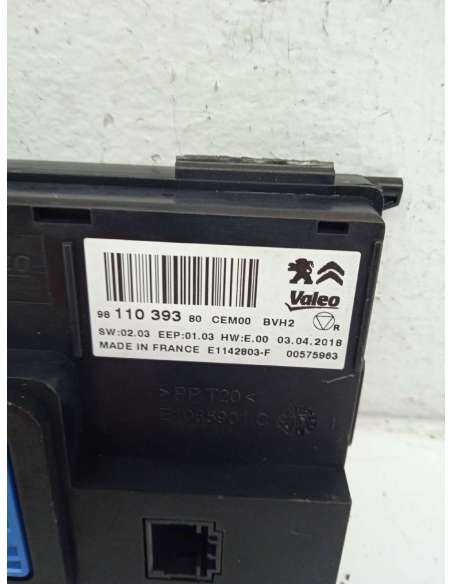 Valeo
98 110 393 80 CEM00 BVH2 R
SW:02.03 EEP:01.03 HW:E.00 03.04.2018
MADE IN FRANCE E1142803-F 00575963
>PP T20<